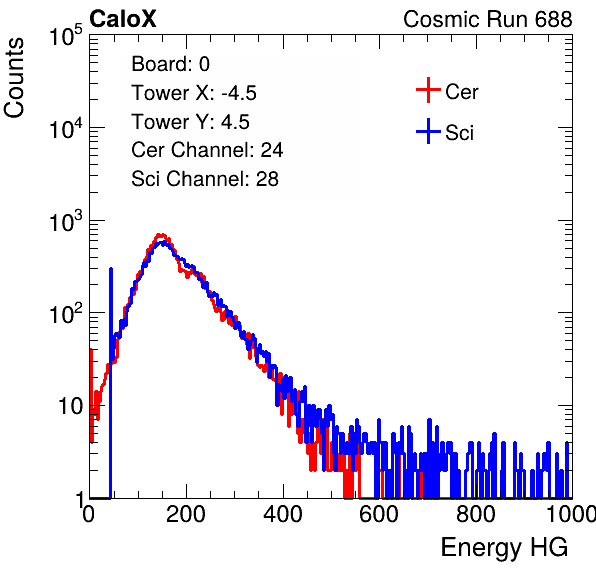 CaloX Cosmic Run 688
Counts
Board: 0
Tower X: -4.5
Tower Y: 4.5
Cer Channel: 24
Sci Channel: 28
Cer
Sci
10^5
10^4
10^3
10^2
10
1
0 200 400 600 800 1000
Energy HG